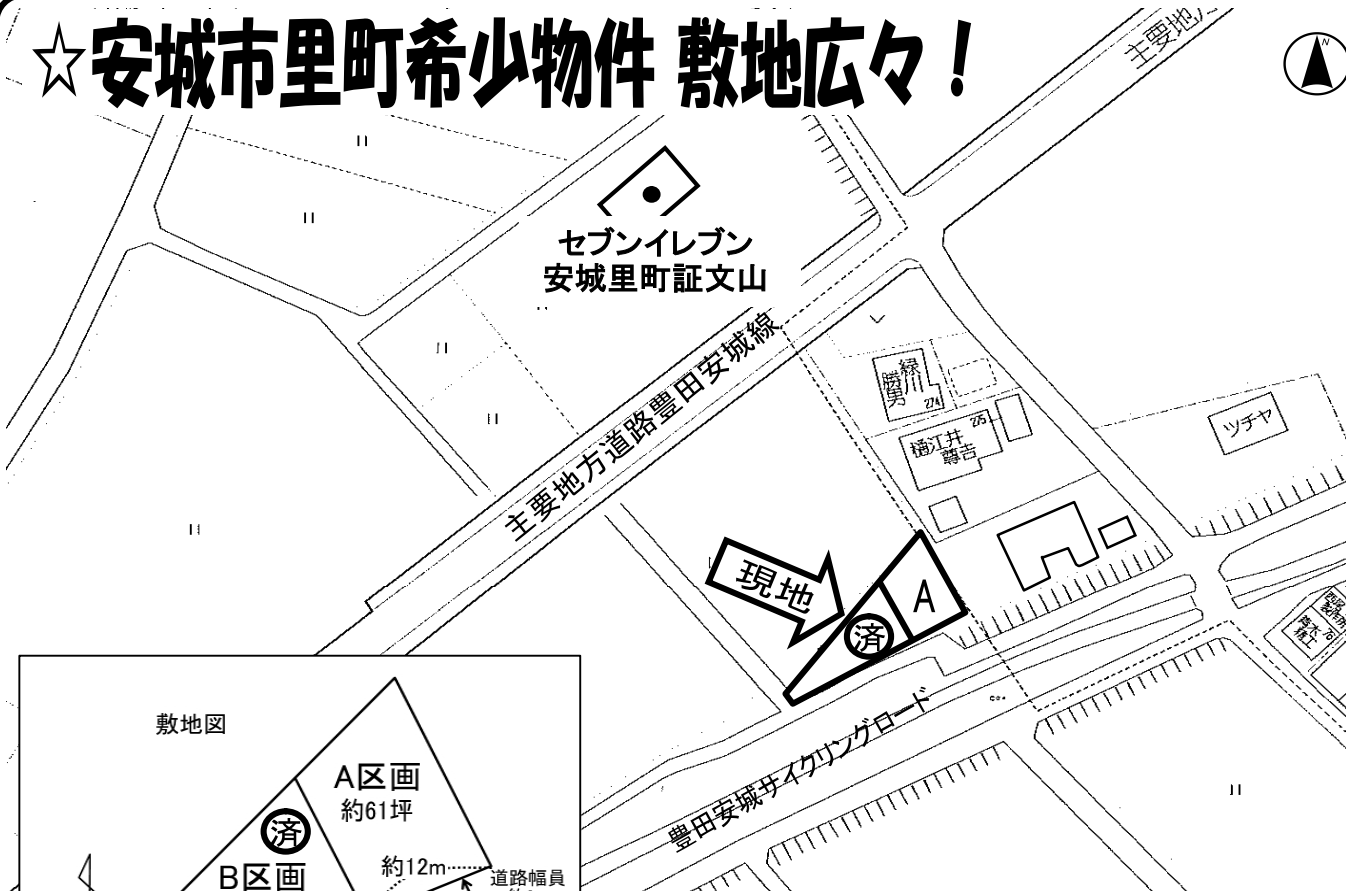 ☆安城市里町希少物件 敷地広々!
N
主要地方
セブンイレブン
安城里町証文山
主要地方道路豊田安城線
緑川
勝男
274
樋江井
尊吉
275
ツチヤ
現地
A
済
豊田安城サイクリングロード
敷地図
A区画
約61坪
済
B区画
約12m
道路幅員